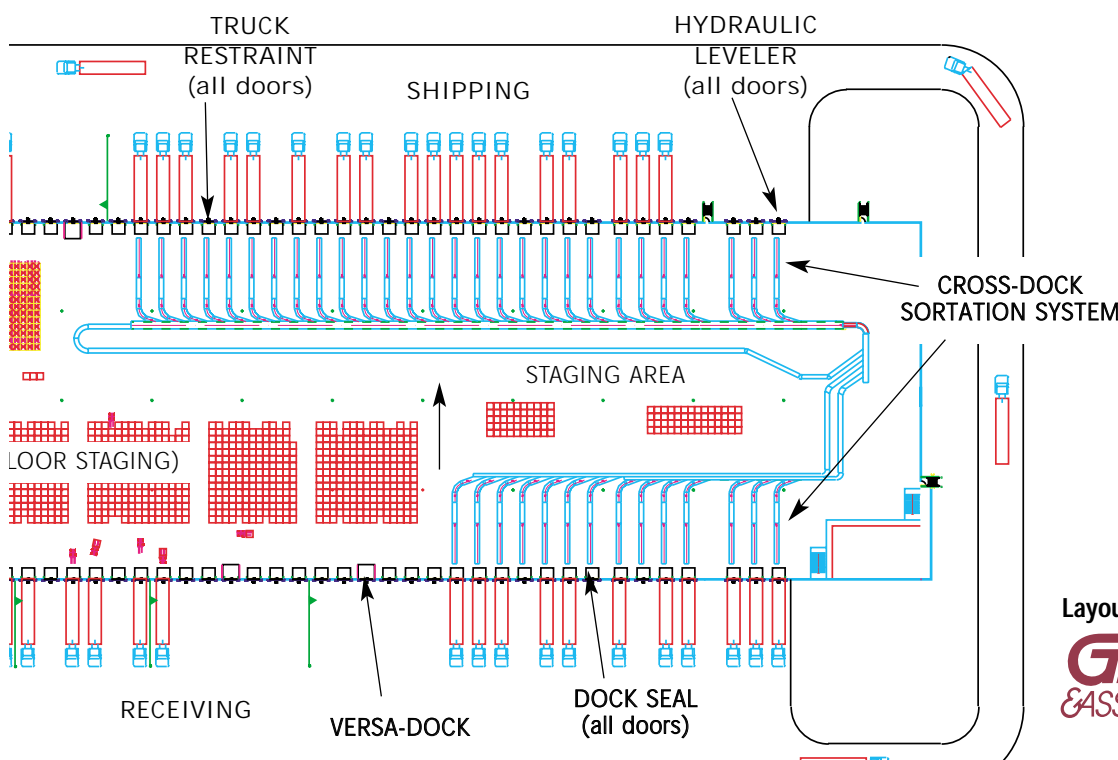 TRUCK
RESTRAINT
(all doors)
SHIPPING
HYDRAULIC
LEVELER
(all doors)
CROSS-DOCK
SORTATION SYSTEM
STAGING AREA
LOOR STAGING)
RECEIVING
VERSA-DOCK
DOCK SEAL
(all doors)
Layou
G
&ASS